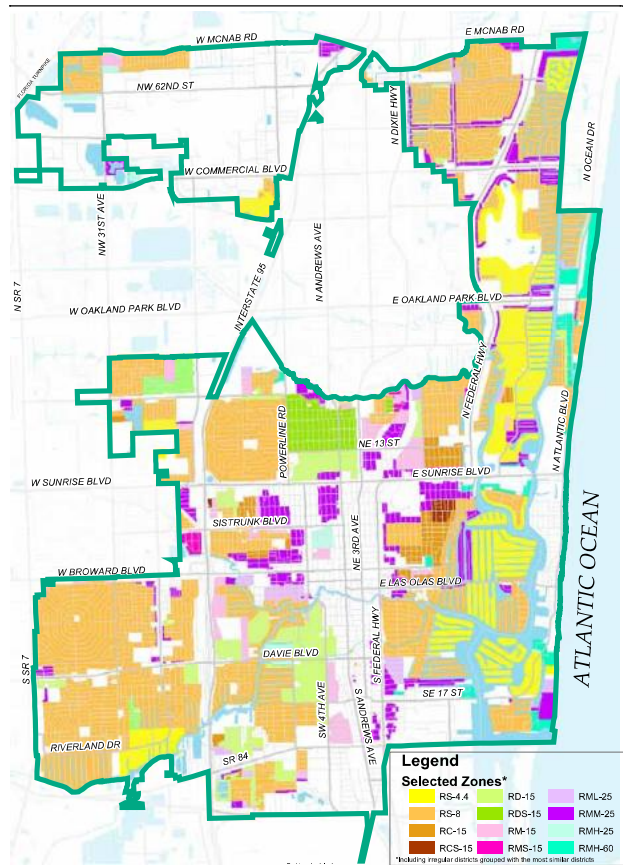 W MCNAB RD
E MCNAB RD
FLORIDA TURNPIKE
NW 62ND ST
N DIXIE HWY
N OCEAN DR
W COMMERCIAL BLVD
NW 31ST AVE
N ANDREWS AVE
INTERSTATE 95
N SR 7
W OAKLAND PARK BLVD
E OAKLAND PARK BLVD
N FEDERAL HWY
N ATLANTIC BLVD
POWERLINE RD
NE 13 ST
W SUNRISE BLVD
E SUNRISE BLVD
SISTRUNK BLVD
NE 3RD AVE
W BROWARD BLVD
E LAS OLAS BLVD
ATLANTIC OCEAN
S SR 7
DAVIE BLVD
S FEDERAL HWY
SW 4TH AVE
SE 17 ST
S ANDREWS AVE
RIVERLAND DR
SR 84
Legend
Selected Zones*
RS-4.4
RS-8
RC-15
RCS-15
RD-15
RDS-15
RM-15
RMS-15
RML-25
RMM-25
RMH-25
RMH-60
*Including irregular districts grouped with the most similar districts